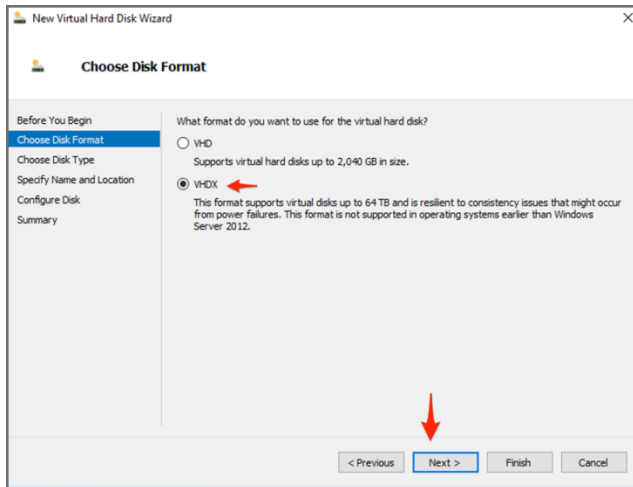 New Virtual Hard Disk Wizard
Choose Disk Format
Before You Begin
Choose Disk Format
Choose Disk Type
Specify Name and Location
Configure Disk
Summary
What format do you want to use for the virtual hard disk?
VHD
Supports virtual hard disks up to 2,040 GB in size.
VHDX
This format supports virtual disks up to 64 TB and is resilient to consistency issues that might occur
from power failures. This format is not supported in operating systems earlier than Windows
Server 2012.
< Previous
Next >
Finish
Cancel